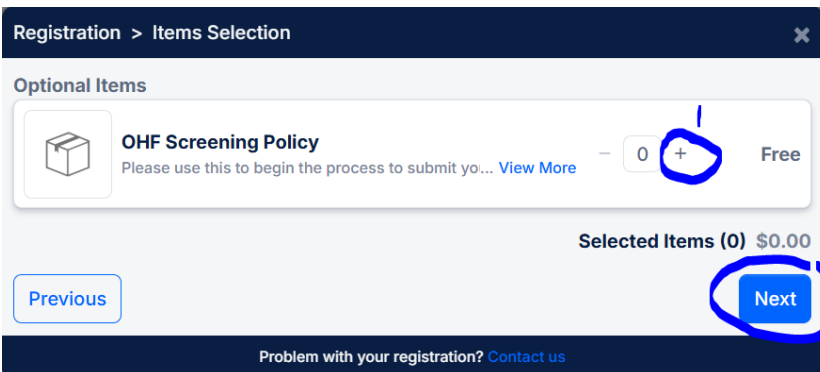 Registration > Items Selection
Optional Items
OHF Screening Policy
Please use this to begin the process to submit yo... View More
− 0 + Free
1
Selected Items (0) $0.00
Previous
Next
Problem with your registration? Contact us